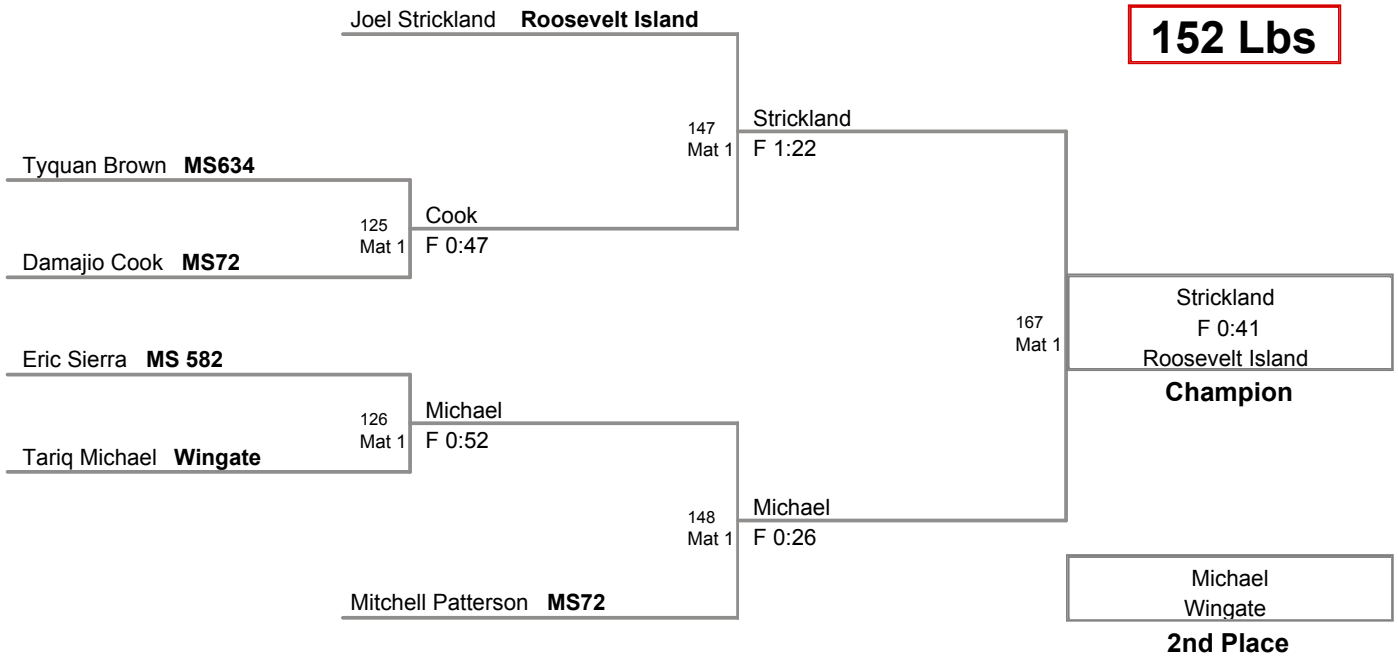 Joel Strickland Roosevelt Island
152 Lbs
147
Mat 1
Strickland
F 1:22
Tyquan Brown MS634
125
Mat 1
Cook
F 0:47
Damajio Cook MS72
167
Mat 1
Strickland
F 0:41
Roosevelt Island
Champion
Eric Sierra MS 582
126
Mat 1
Michael
F 0:52
Tariq Michael Wingate
148
Mat 1
Michael
F 0:26
Mitchell Patterson MS72
Michael
Wingate
2nd Place